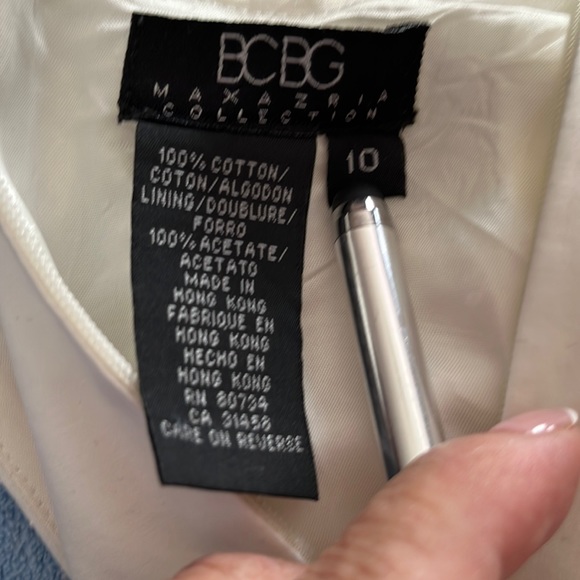 BCBG
MAXAZRIA
COLLECTION
10
100% COTTON/
COTON/ALGODON
LINING/DOUBLURE/
FORRO
100% ACETATE/
ACETATO
MADE IN
HONG KONG
FABRIQUE EN
HONG KONG
HECHO EN
HONG KONG
RN 80734
CA 31458
CARE ON REVERSE